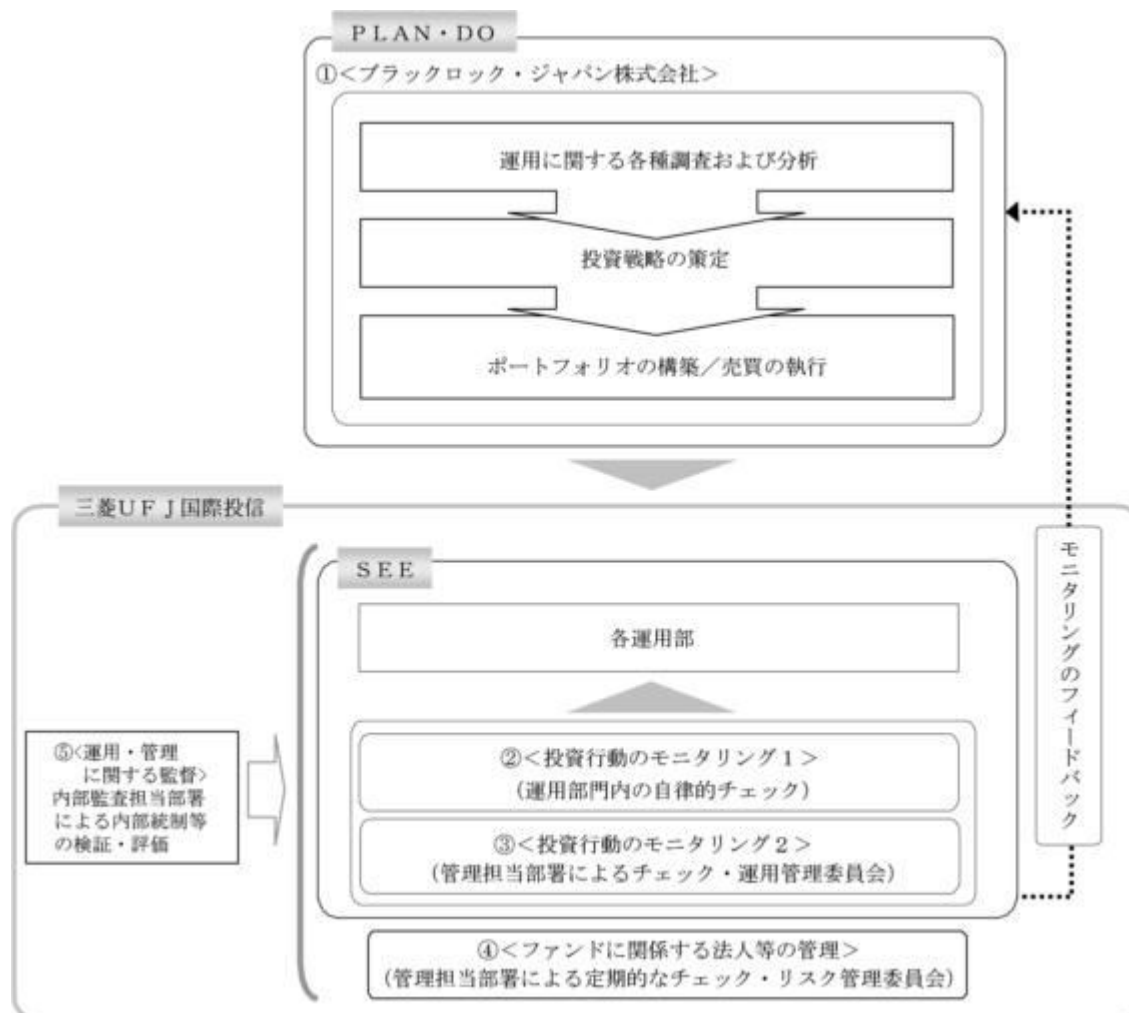 PLAN・DO
①＜ブラックロック・ジャパン株式会社＞
運用に関する各種調査および分析
投資戦略の策定
ポートフォリオの構築／売買の執行
三菱UFJ国際投信
SEE
各運用部
②＜投資行動のモニタリング1＞
（運用部門内の自律的チェック）
③＜投資行動のモニタリング2＞
（管理担当部署によるチェック・運用管理委員会）
④＜ファンドに関係する法人等の管理＞
（管理担当部署による定期的なチェック・リスク管理委員会）
⑤<運用・管理
に関する監督>
内部監査担当部署
による内部統制等
の検証・評価
モニタリングのフィードバック